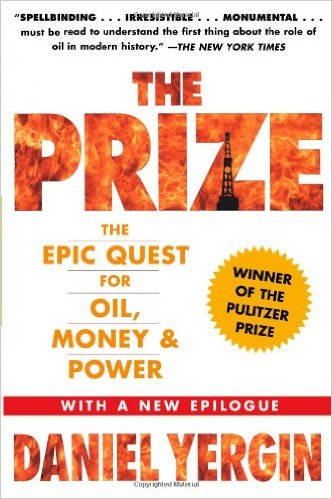 "SPELLBINDING . . . IRRESISTIBLE . . . MONUMENTAL . . .
must be read to understand the first thing about the role of
oil in modern history." —THE NEW YORK TIMES
THE
PRIZE
THE
EPIC QUEST
FOR
OIL,
MONEY &
POWER
WINNER
OF THE
PULITZER
PRIZE
WITH A NEW EPILOGUE
DANIEL YERGIN